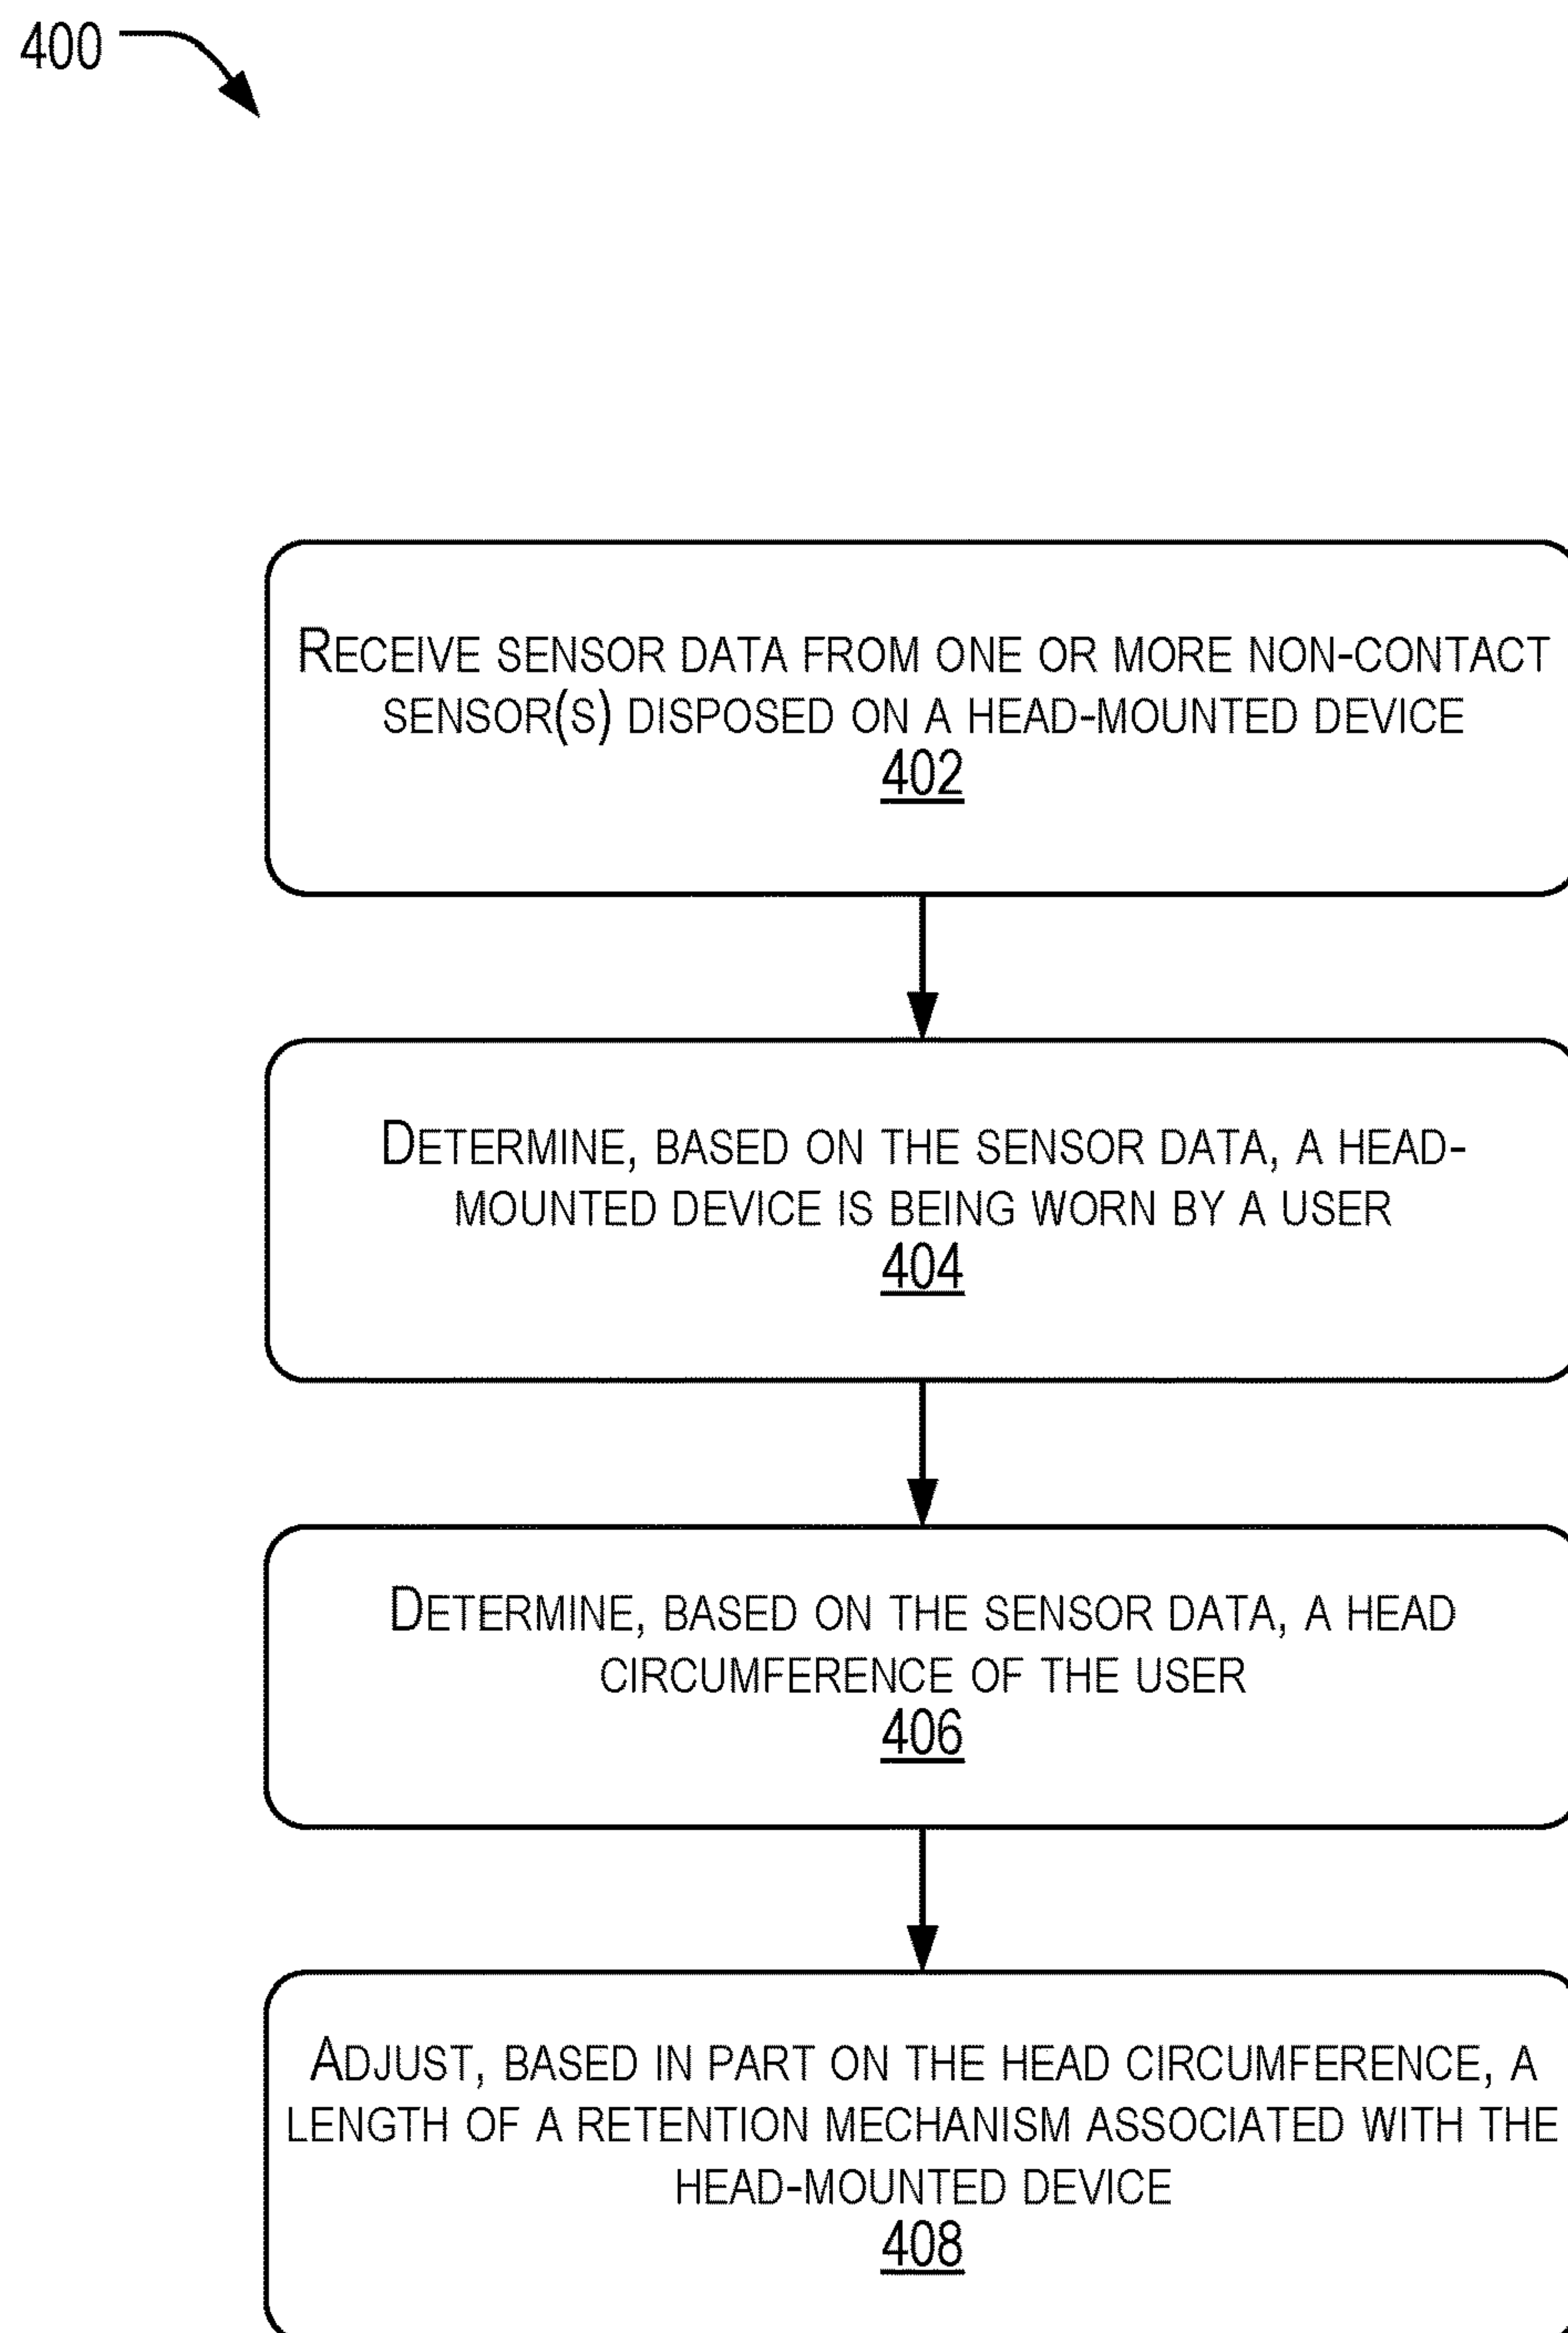 400
RECEIVE SENSOR DATA FROM ONE OR MORE NON-CONTACT
SENSOR(S) DISPOSED ON A HEAD-MOUNTED DEVICE
402
DETERMINE, BASED ON THE SENSOR DATA, A HEAD-
MOUNTED DEVICE IS BEING WORN BY A USER
404
DETERMINE, BASED ON THE SENSOR DATA, A HEAD
CIRCUMFERENCE OF THE USER
406
ADJUST, BASED IN PART ON THE HEAD CIRCUMFERENCE, A
LENGTH OF A RETENTION MECHANISM ASSOCIATED WITH THE
HEAD-MOUNTED DEVICE
408